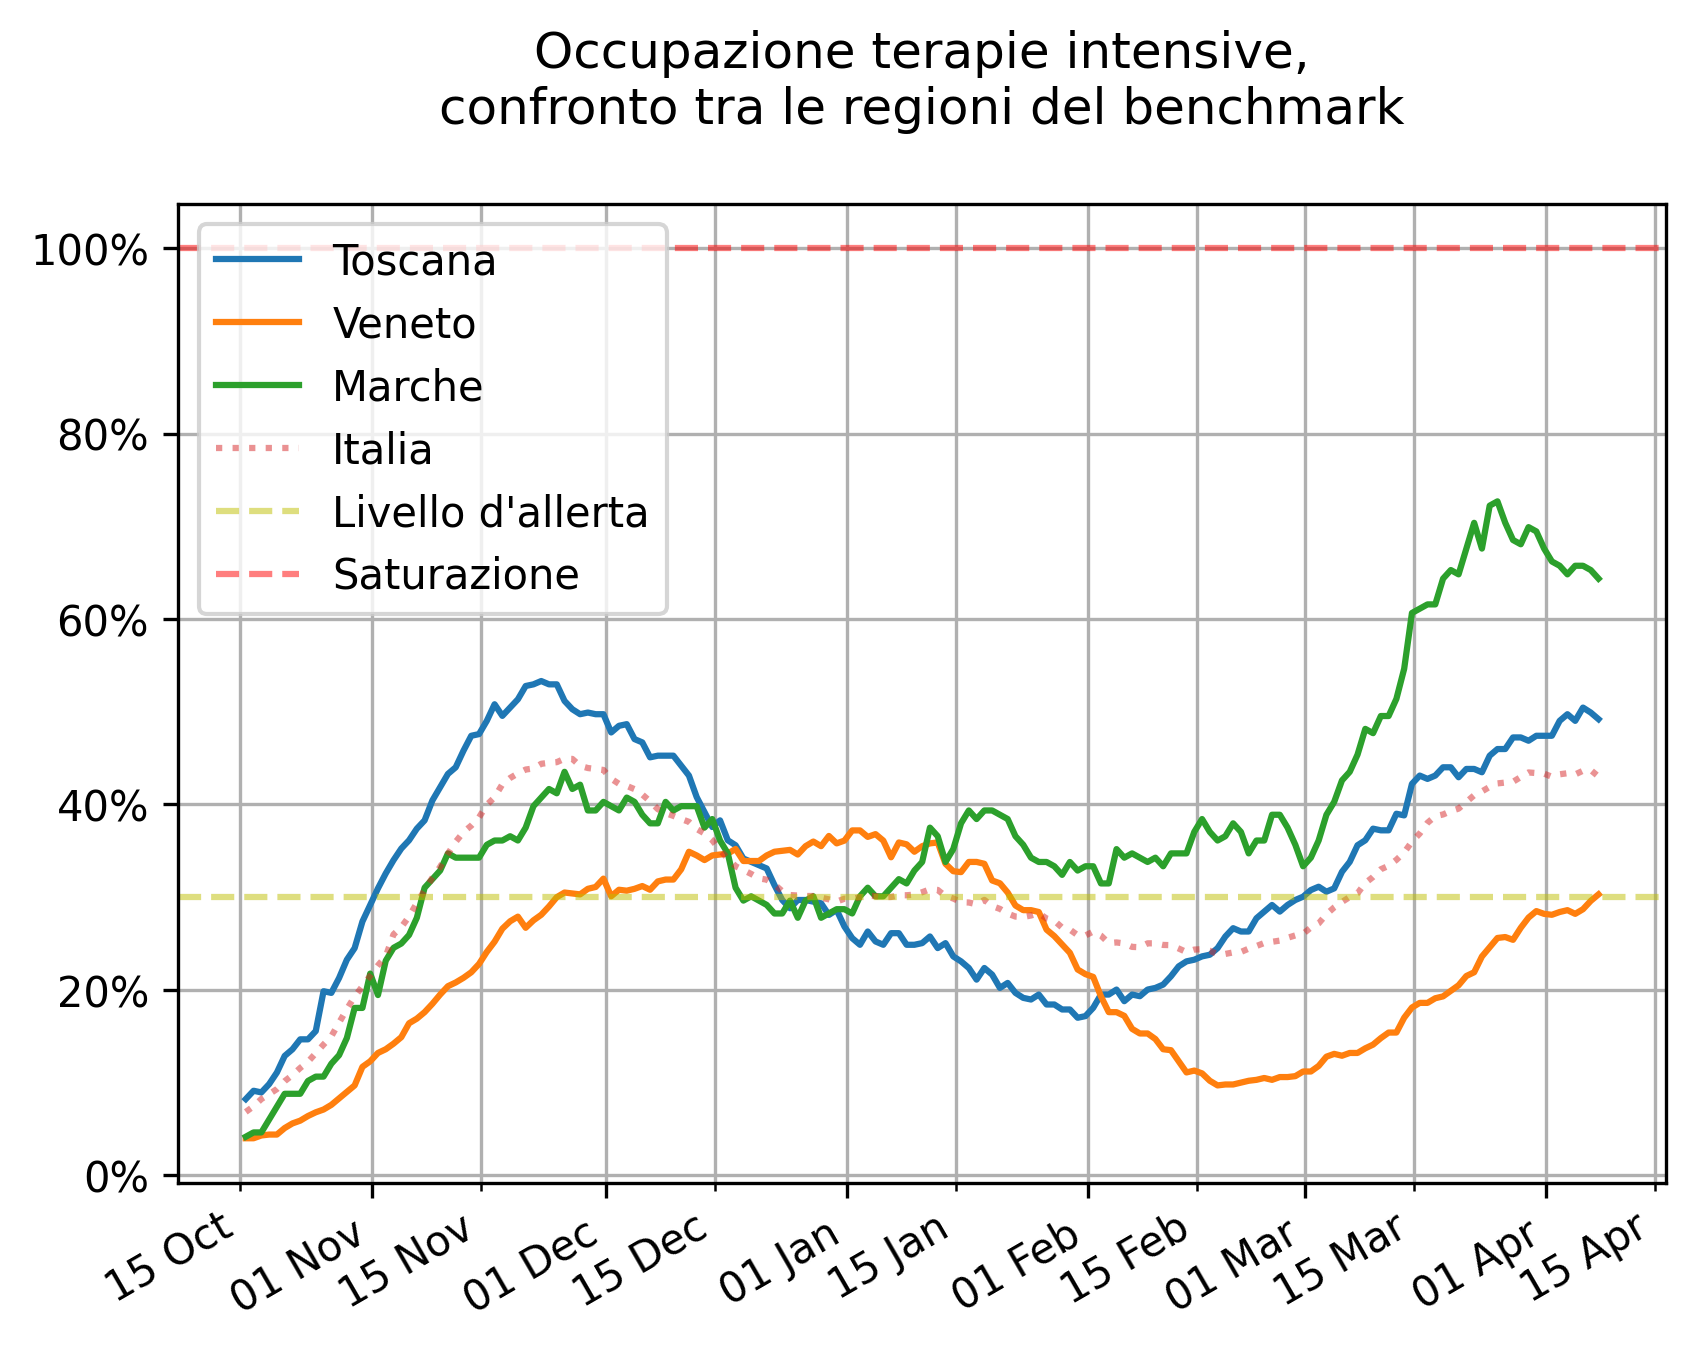 Occupazione terapie intensive,
confronto tra le regioni del benchmark
100%
80%
60%
40%
20%
0%
Toscana
Veneto
Marche
Italia
Livello d'allerta
Saturazione
15 Oct
01 Nov
15 Nov
01 Dec
15 Dec
01 Jan
15 Jan
01 Feb
15 Feb
01 Mar
15 Mar
01 Apr
15 Apr